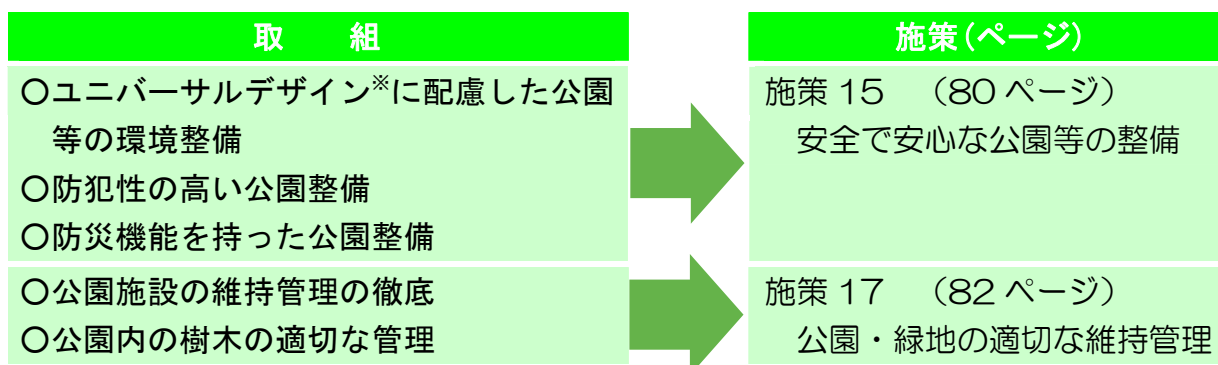 取　組
施策（ページ）
○ユニバーサルデザイン※に配慮した公園
等の環境整備
○防犯性の高い公園整備
○防災機能を持った公園整備
施策 15　（80 ページ）
安全で安心な公園等の整備
○公園施設の維持管理の徹底
○公園内の樹木の適切な管理
施策 17　（82 ページ）
公園・緑地の適切な維持管理